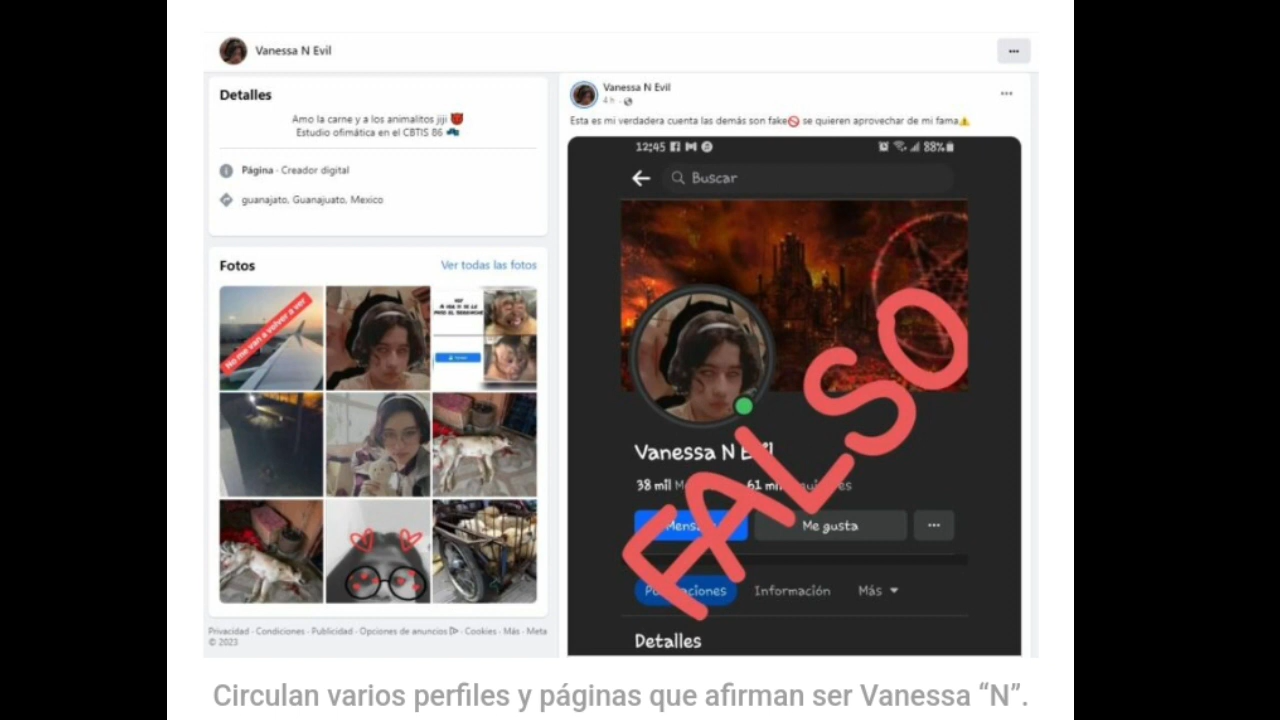 Vanessa N Evil
Detalles
Amo la carne y a los animalitos jiji
Estudio ofimática en el CBTIS 86
Página · Creador digital
guanajato, Guanajuato, Mexico
Fotos
Ver todas las fotos
No me van a volver a ver
Privacidad · Condiciones · Publicidad · Opciones de anuncios · Cookies · Más · Meta
© 2023
Vanessa N Evil
4 h ·
Esta es mi verdadera cuenta las demás son fake se quieren aprovechar de mi fama
12:45
88%
Buscar
FALSO
Vanessa N Evil
38 mil
61 mil
Me gusta
Información
Más
Detalles
Circulan varios perfiles y páginas que afirman ser Vanessa “N”.